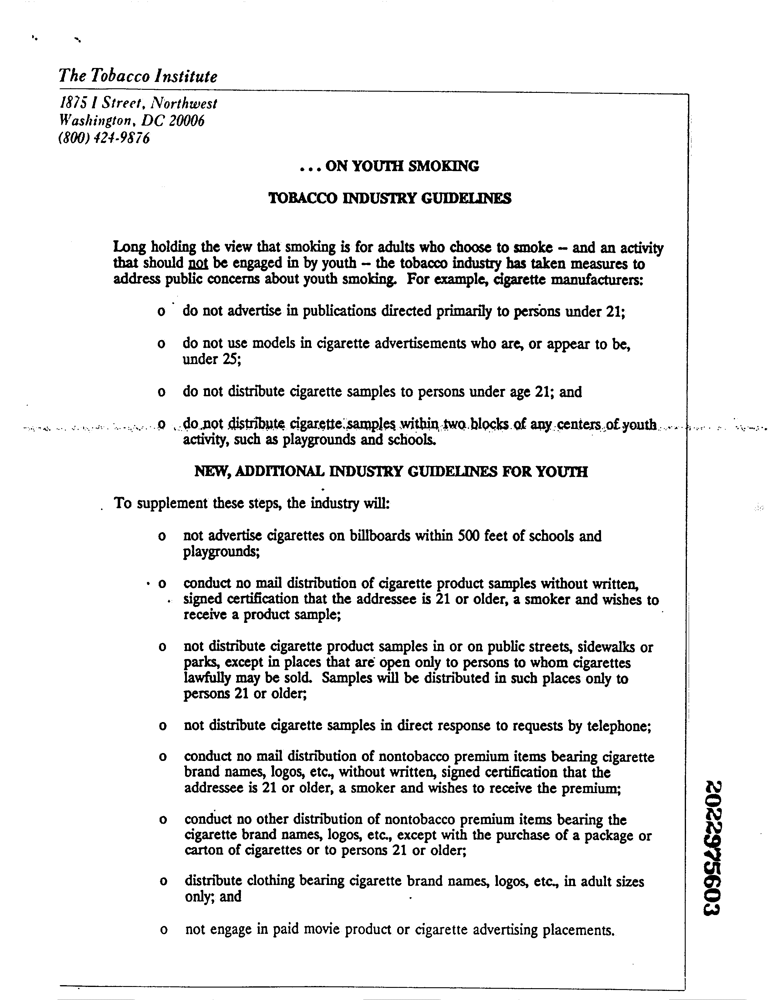 The Tobacco Institute
1875 I Street, Northwest
Washington, DC 20006
(800) 424-9876
... ON YOUTH SMOKING
TOBACCO INDUSTRY GUIDELINES
Long holding the view that smoking is for adults who choose to smoke -- and an activity
that should not be engaged in by youth -- the tobacco industry has taken measures to
address public concerns about youth smoking. For example, cigarette manufacturers:
o do not advertise in publications directed primarily to persons under 21;
o do not use models in cigarette advertisements who are, or appear to be,
under 25;
o do not distribute cigarette samples to persons under age 21; and
o do not distribute cigarette samples within two blocks of any centers of youth
activity, such as playgrounds and schools.
NEW, ADDITIONAL INDUSTRY GUIDELINES FOR YOUTH
To supplement these steps, the industry will:
o not advertise cigarettes on billboards within 500 feet of schools and
playgrounds;
o conduct no mail distribution of cigarette product samples without written,
signed certification that the addressee is 21 or older, a smoker and wishes to
receive a product sample;
o not distribute cigarette product samples in or on public streets, sidewalks or
parks, except in places that are open only to persons to whom cigarettes
lawfully may be sold. Samples will be distributed in such places only to
persons 21 or older;
o not distribute cigarette samples in direct response to requests by telephone;
o conduct no mail distribution of nontobacco premium items bearing cigarette
brand names, logos, etc., without written, signed certification that the
addressee is 21 or older, a smoker and wishes to receive the premium;
o conduct no other distribution of nontobacco premium items bearing the
cigarette brand names, logos, etc., except with the purchase of a package or
carton of cigarettes or to persons 21 or older;
o distribute clothing bearing cigarette brand names, logos, etc., in adult sizes
only; and
o not engage in paid movie product or cigarette advertising placements.
2022975603